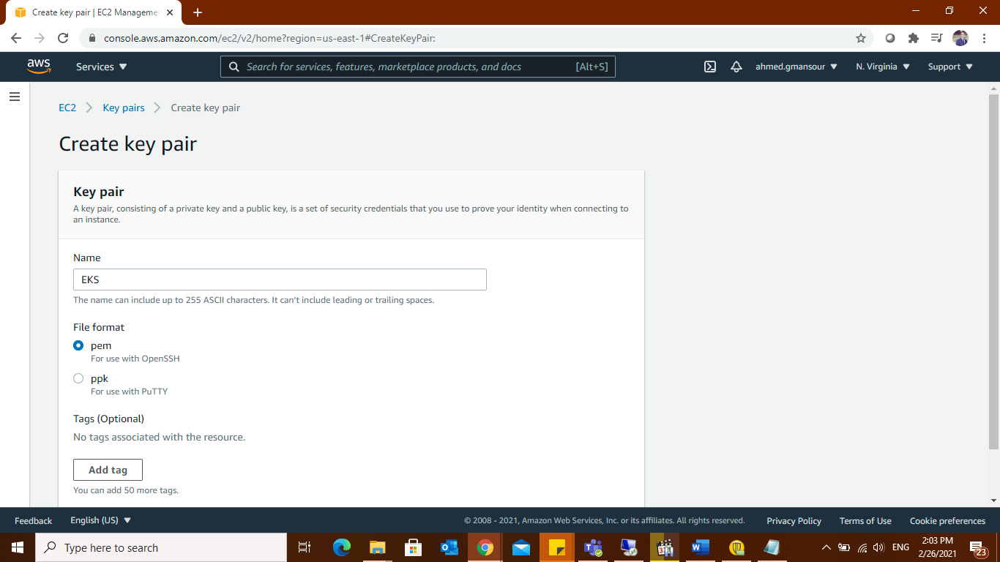 Create key pair | EC2 Manageme
console.aws.amazon.com/ec2/v2/home?region=us-east-1#CreateKeyPair:
aws
Services
Search for services, features, marketplace products, and docs
[Alt+S]
ahmed.gmansour
N. Virginia
Support
EC2
Key pairs
Create key pair
Create key pair
Key pair
A key pair, consisting of a private key and a public key, is a set of security credentials that you use to prove your identity when connecting to
an instance.
Name
EKS
The name can include up to 255 ASCII characters. It can't include leading or trailing spaces.
File format
pem
For use with OpenSSH
ppk
For use with PuTTY
Tags (Optional)
No tags associated with the resource.
Add tag
You can add 50 more tags.
Feedback
English (US)
© 2008 - 2021, Amazon Web Services, Inc. or its affiliates. All rights reserved.
Privacy Policy
Terms of Use
Cookie preferences
Type here to search
ENG
2:03 PM
2/26/2021
23